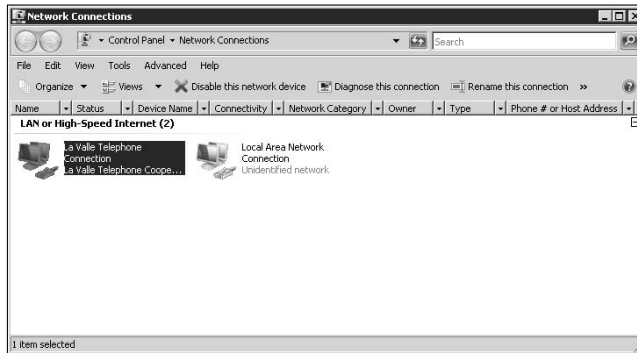 Network Connections
Control Panel Network Connections
Search
File Edit View Tools Advanced Help
Organize Views Disable this network device Diagnose this connection Rename this connection »
Name Status Device Name Connectivity Network Category Owner Type Phone # or Host Address
LAN or High-Speed Internet (2)
La Valle Telephone
Connection
La Valle Telephone Coope...
Local Area Network
Connection
Unidentified network
1 item selected